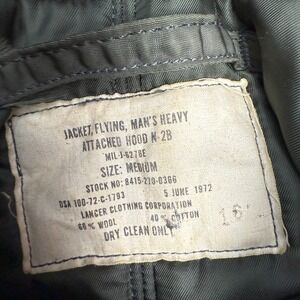 JACKET, FLYING, MAN'S HEAVY
ATTACHED HOOD N-2B
MIL-J-6278E
SIZE: MEDIUM
STOCK NO: 8415-270-0366
DSA 100-72-C-1793 5 JUNE 1972
LANCER CLOTHING CORPORATION
60% WOOL 40% COTTON
DRY CLEAN ONLY